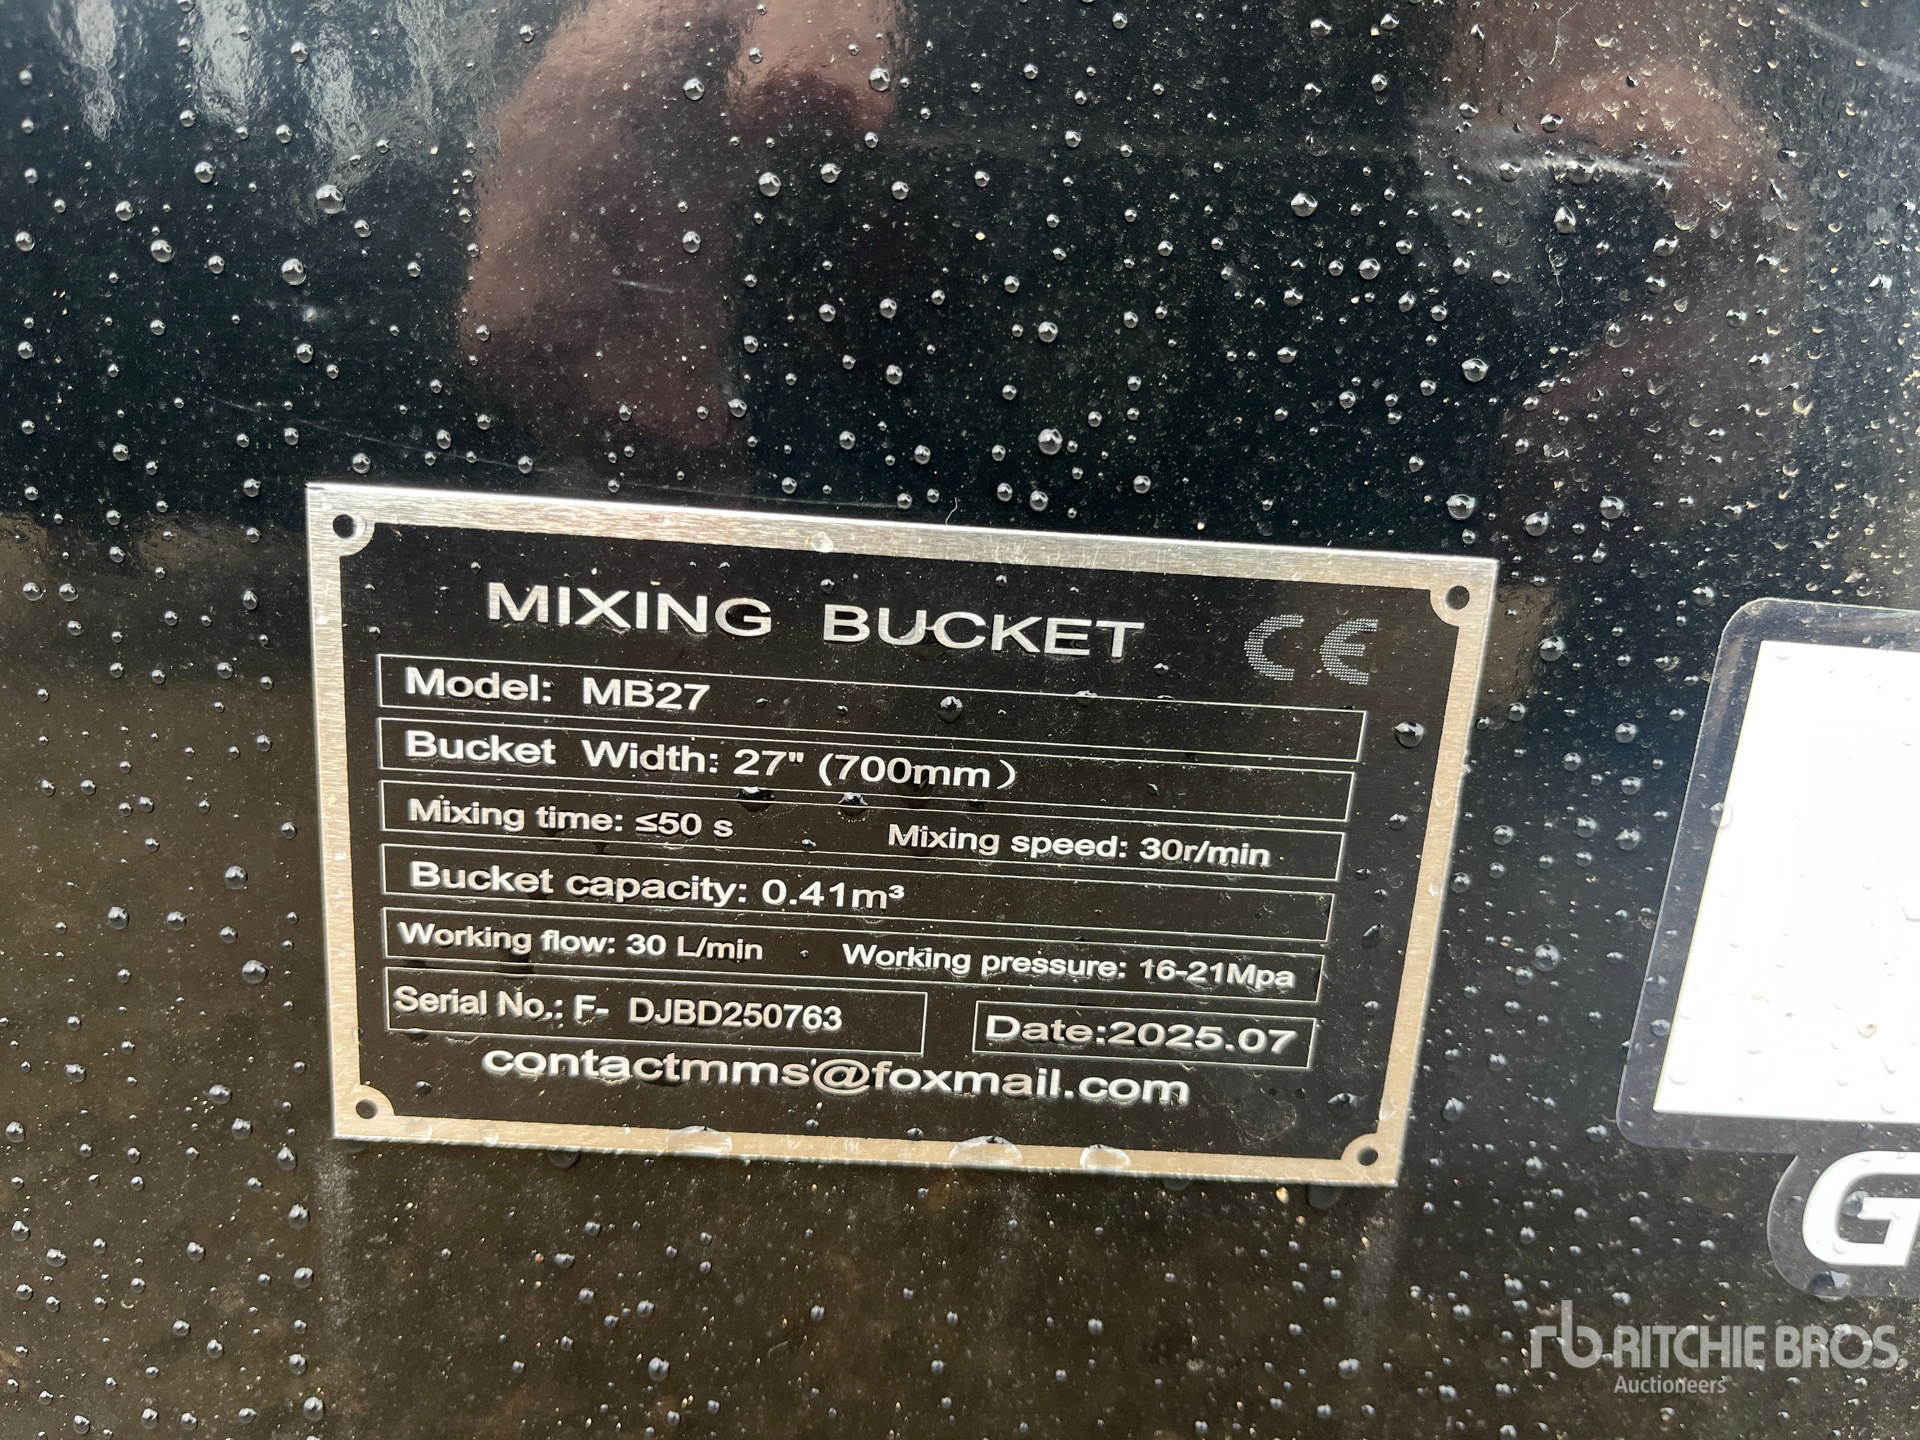 MIXING BUCKET CE
Model: MB27
Bucket Width: 27" (700mm)
Mixing time: ≤50 s Mixing speed: 30r/min
Bucket capacity: 0.41m³
Working flow: 30 L/min Working pressure: 16-21Mpa
Serial No.: F- DJBD250763 Date:2025.07
contactmms@foxmail.com
G
rb RITCHIE BROS.
Auctioneers